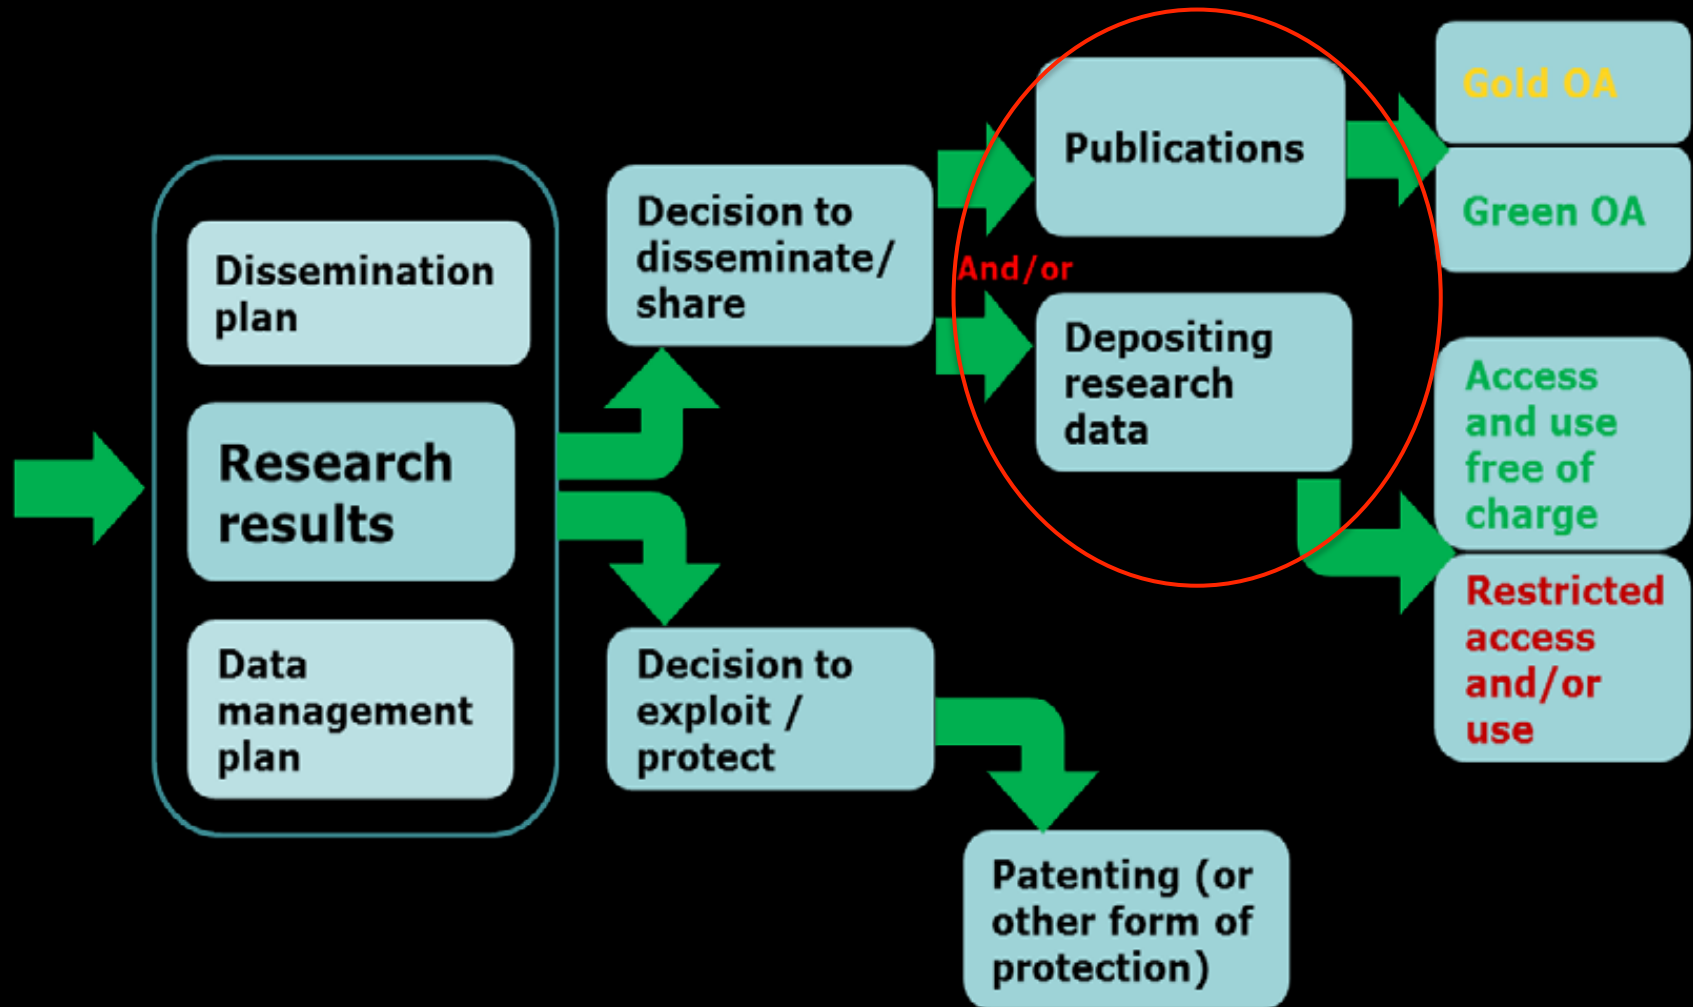 Dissemination
plan
Research
results
Data
management
plan
Decision to
disseminate/
share
Decision to
exploit /
protect
And/or
Publications
Depositing
research
data
Patenting (or
other form of
protection)
Gold OA
Green OA
Access
and use
free of
charge
Restricted
access
and/or
use